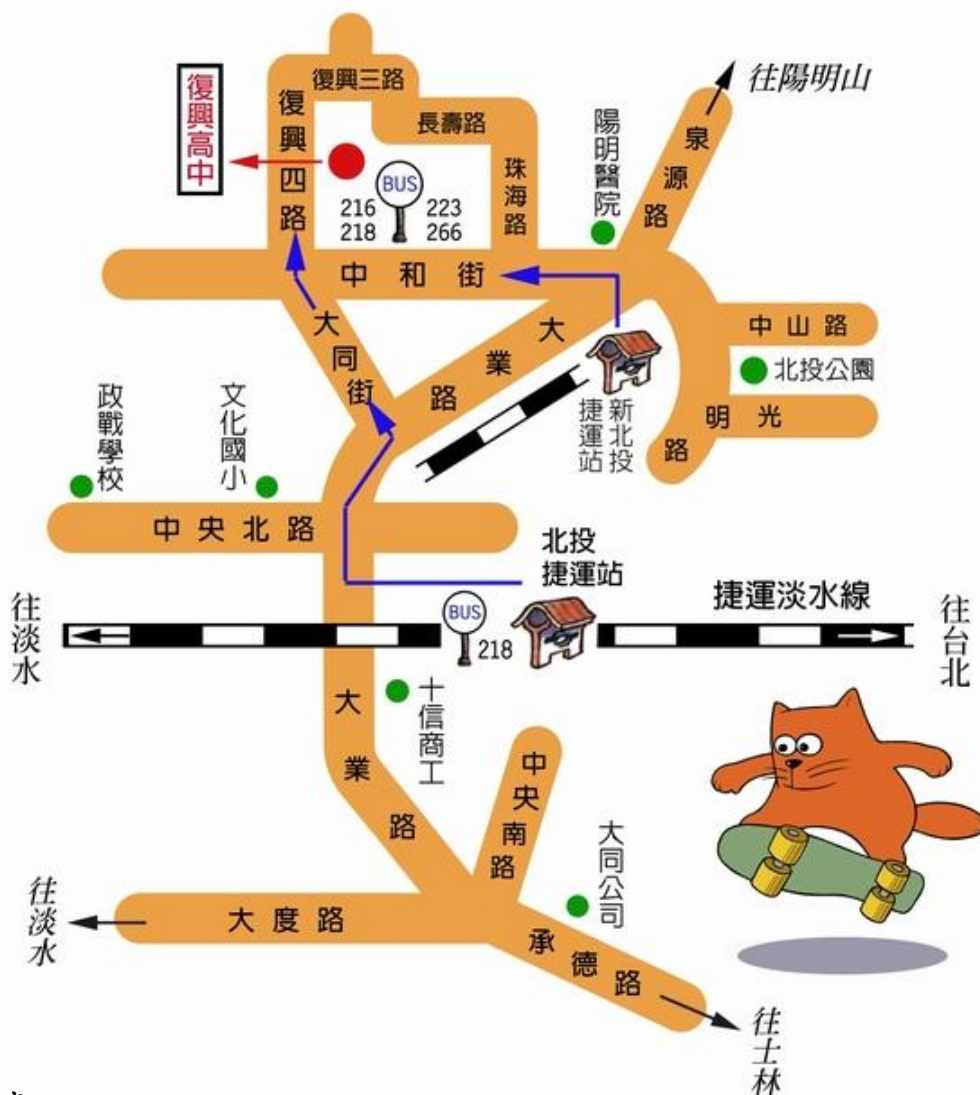 復興三路
往陽明山
復興高中
復興四路
長壽路
陽明醫院
泉源路
珠海路
BUS
216 223
218 266
中和街
大同街
大業路
中山路
北投公園
新北投
捷運站
明光路
政戰學校
文化國小
中央北路
北投
捷運站
捷運淡水線
往淡水
BUS
218
往台北
十信商工
大業路
中央南路
大同公司
往淡水
大度路
承德路
往士林